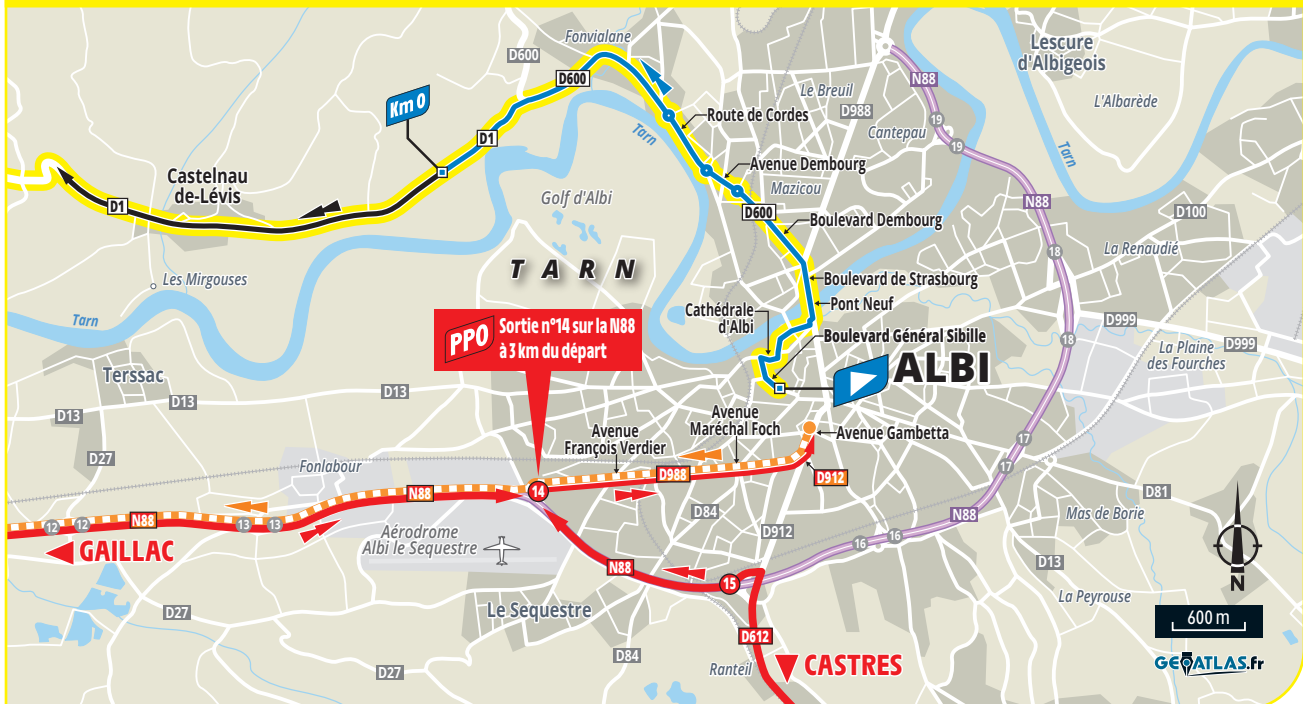 Fonvialane
D600
D600
Lescure
d'Albigeois
N88
Le Breuil
L'Albarède
Km 0
D988
Route de Cordes
19
Cantepau
Tarn
D1
Tarn
19
Avenue Dembourg
Castelnau
de-Lévis
Mazicou
Golf d'Albi
N88
D1
D600
D100
Boulevard Dembourg
La Renaudié
18
TARN
Les Mirgouses
Boulevard de Strasbourg
Pont Neuf
Cathédrale
d'Albi
Tarn
D999
PPO
Sortie n°14 sur la N88
à 3 km du départ
Boulevard Général Sibille
18
D999
La Plaine
des Fourches
ALBI
Terssac
D13
D13
D13
Avenue
Maréchal Foch
Avenue
François Verdier
Avenue Gambetta
17
D27
Fonlabour
17
D988
D912
14
N88
D81
12
12
N88
13
13
D84
N88
Mas de Borie
D912
Aérodrome
Albi le Sequestre
16
16
GAILLAC
D13
N88
15
La Peyrouse
N
D27
Le Sequestre
600 m
D612
D84
GEOATLAS.fr
D27
Ranteil
CASTRES